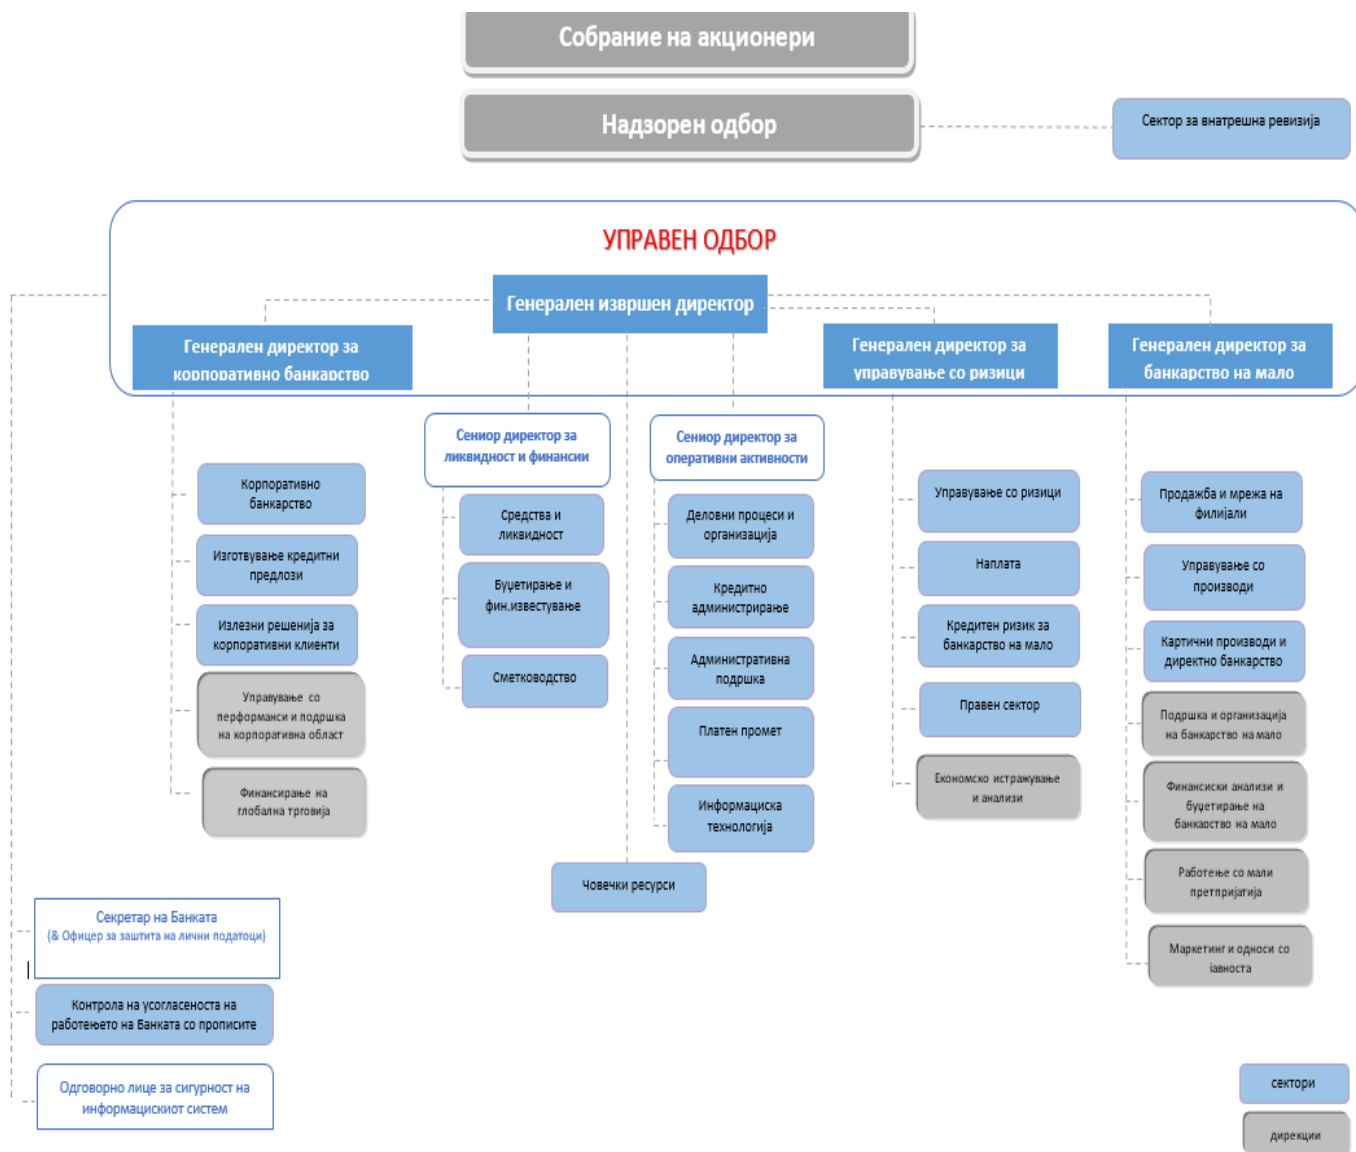 Собрание на акционери
Надзорен одбор
Сектор за внатрешна ревизија
УПРАВЕН ОДБОР
Генерален извршен директор
Генерален директор за
корпоративно банкарство
Генерален директор за
управување со ризици
Генерален директор за
банкарство на мало
Сениор директор за
ликвидност и финансии
Сениор директор за
оперативни активности
Корпоративно
банкарство
Изготвување кредитни
предлози
Излезни решенија за
корпоративни клиенти
Управување со
перформанси и подршка
на корпоративна област
Финансирање на
глобална трговија
Средства и
ликвидност
Буџетирање и
фин.известување
Сметководство
Деловни процеси и
организација
Кредитно
администрирање
Административна
подршка
Платен промет
Информациска
технологија
Човечки ресурси
Управување со ризици
Наплата
Кредитен ризик за
банкарство на мало
Правен сектор
Економско истражување
и анализи
Продажба и мрежа на
филијали
Управување со
производи
Картични производи и
директно банкарство
Подршка и организација
на банкарство на мало
Финансиски анализи и
буџетирање на
банкарство на мало
Работење со мали
претпријатија
Маркетинг и односи со
јавноста
Секретар на Банката
(& Офицер за заштита на лични податоци)
Контрола на усогласеноста на
работењето на Банката со прописите
Одговорно лице за сигурност на
информацискиот систем
сектори
дирекции